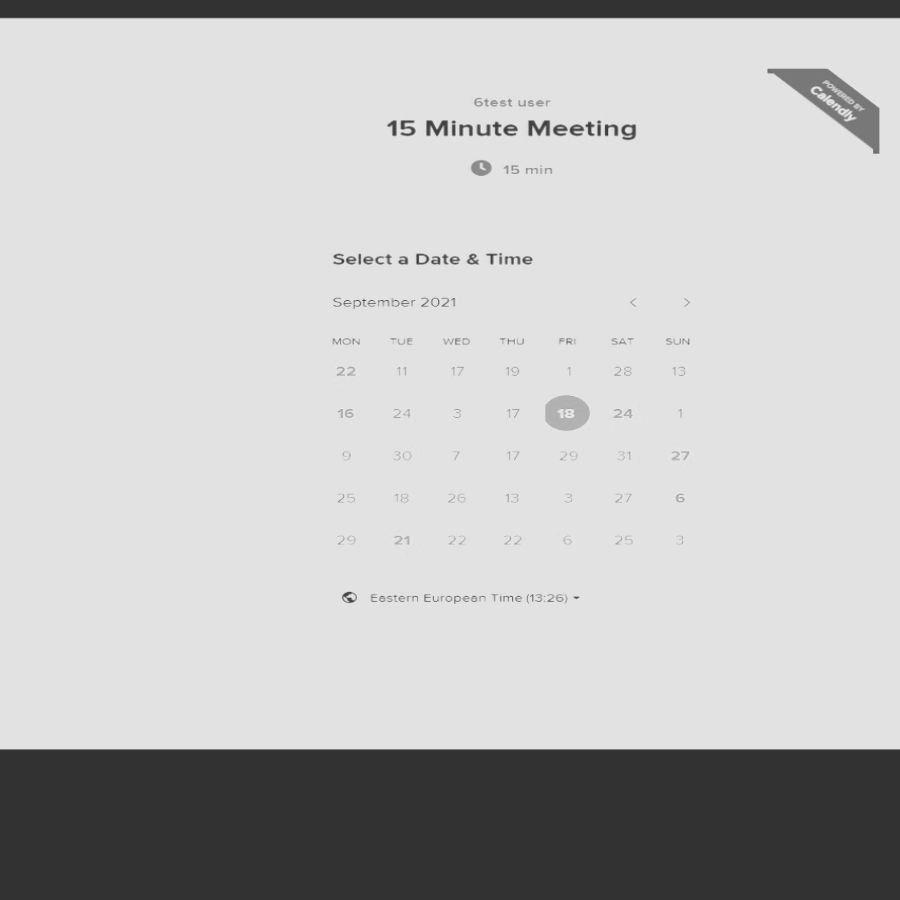 POWERED BY
Calendly
6test user
15 Minute Meeting
15 min
Select a Date & Time
September 2021 < >
MON TUE WED THU FRI SAT SUN
22 11 17 19 1 28 13
16 24 3 17 18 24 1
9 30 7 17 29 31 27
25 18 26 13 3 27 6
29 21 22 22 6 25 3
Eastern European Time (13:26)